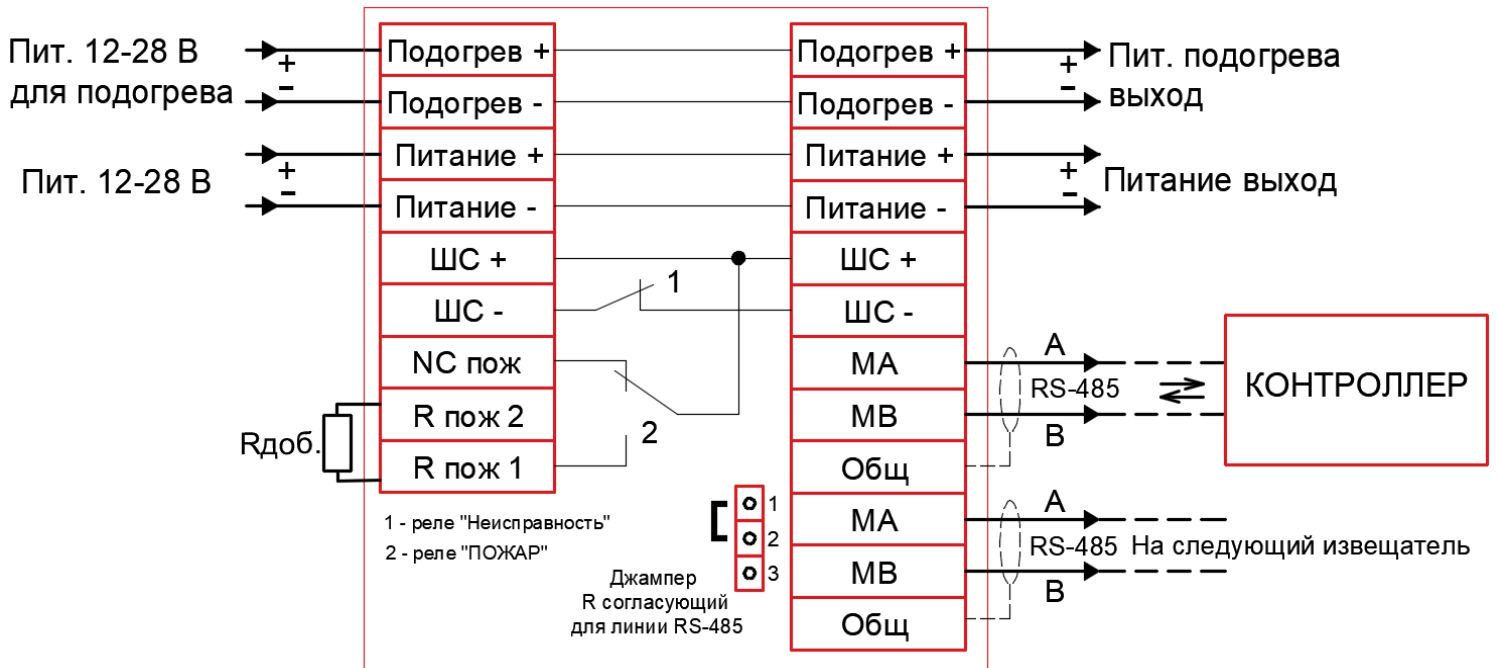 Пит. 12-28 В
для подогрева
+
-
Пит. 12-28 В
+
-
Rдоб.
Подогрев +
Подогрев -
Питание +
Питание -
ШС +
ШС -
NC пож
R пож 2
R пож 1
1
2
1 - реле "Неисправность"
2 - реле "ПОЖАР"
1
2
3
Джампер
R согласующий
для линии RS-485
Подогрев +
Подогрев -
Питание +
Питание -
ШС +
ШС -
МА
МВ
Общ
МА
МВ
Общ
+
-
Пит. подогрева
выход
+
-
Питание выход
А
RS-485
В
КОНТРОЛЛЕР
А
RS-485 На следующий извещатель
В